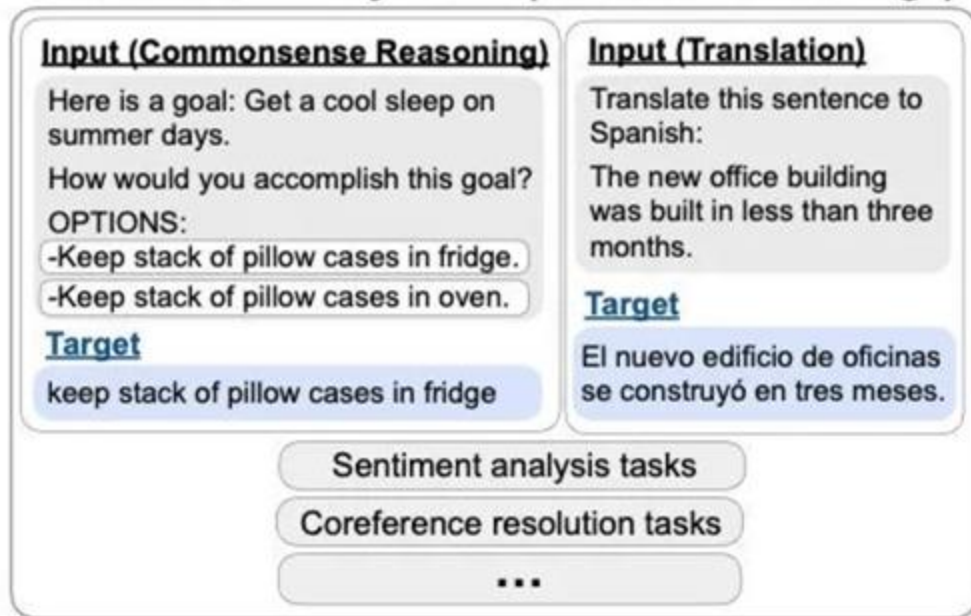 Input (Commonsense Reasoning)
Here is a goal: Get a cool sleep on
summer days.
How would you accomplish this goal?
OPTIONS:
-Keep stack of pillow cases in fridge.
-Keep stack of pillow cases in oven.
Target
keep stack of pillow cases in fridge
Input (Translation)
Translate this sentence to
Spanish:
The new office building
was built in less than three
months.
Target
El nuevo edificio de oficinas
se construyó en tres meses.
Sentiment analysis tasks
Coreference resolution tasks
...